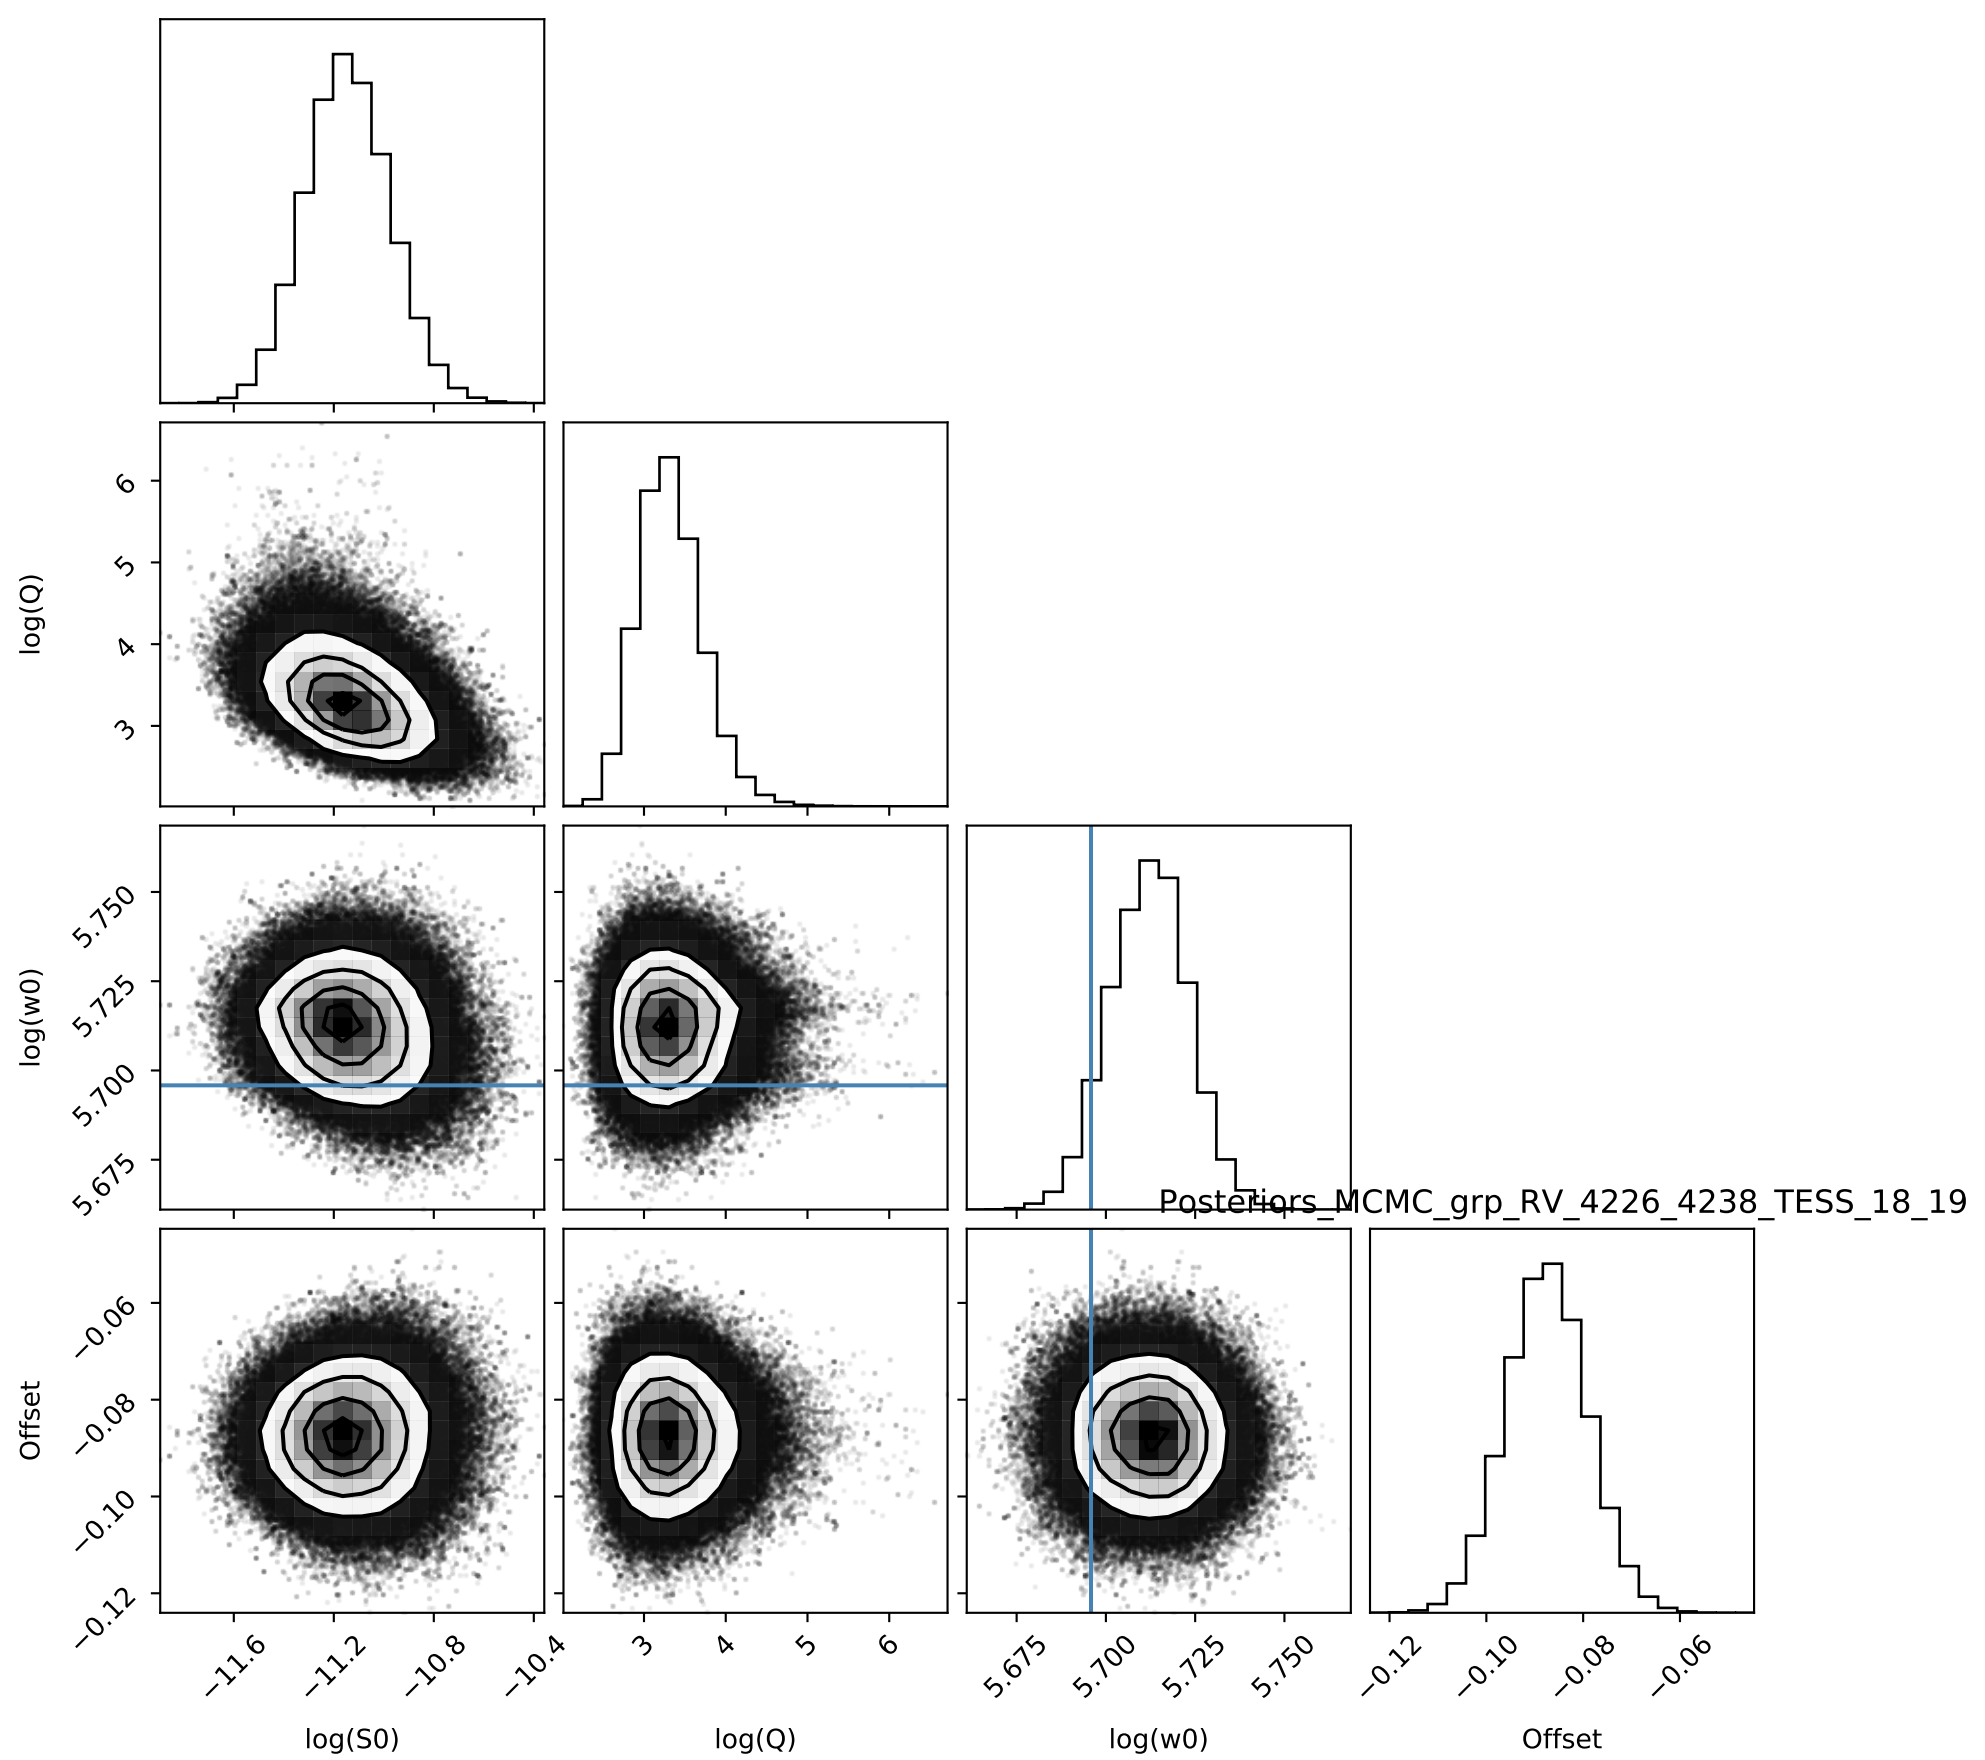 6
5
4
3
log(Q)
5.750
5.725
5.700
5.675
log(w0)
Posteriors_MCMC_grp_RV_4226_4238_TESS_18_19
−0.06
−0.08
−0.10
−0.12
Offset
−11.6 −11.2 −10.8 −10.4
3 4 5 6
5.675 5.700 5.725 5.750
−0.12 −0.10 −0.08 −0.06
log(S0) log(Q) log(w0) Offset